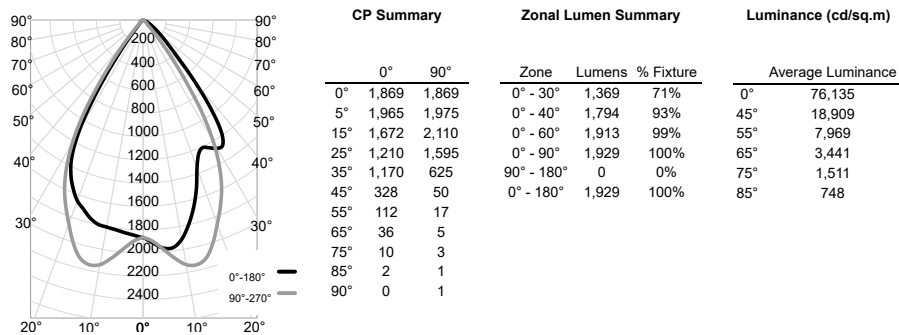 90°
80°
70°
60°
50°
40°
30°
20°
10°
0°
10°
20°
30°
40°
50°
60°
70°
80°
90°
200
400
600
800
1000
1200
1400
1600
1800
2000
2200
2400
0°-180°
90°-270°
CP Summary
0° 90°
0° 1,869 1,869
5° 1,965 1,975
15° 1,672 2,110
25° 1,210 1,595
35° 1,170 625
45° 328 50
55° 112 17
65° 36 5
75° 10 3
85° 2 1
90° 0 1
Zonal Lumen Summary
Zone Lumens % Fixture
0° - 30° 1,369 71%
0° - 40° 1,794 93%
0° - 60° 1,913 99%
0° - 90° 1,929 100%
90° - 180° 0 0%
0° - 180° 1,929 100%
Luminance (cd/sq.m)
Average Luminance
0° 76,135
45° 18,909
55° 7,969
65° 3,441
75° 1,511
85° 748